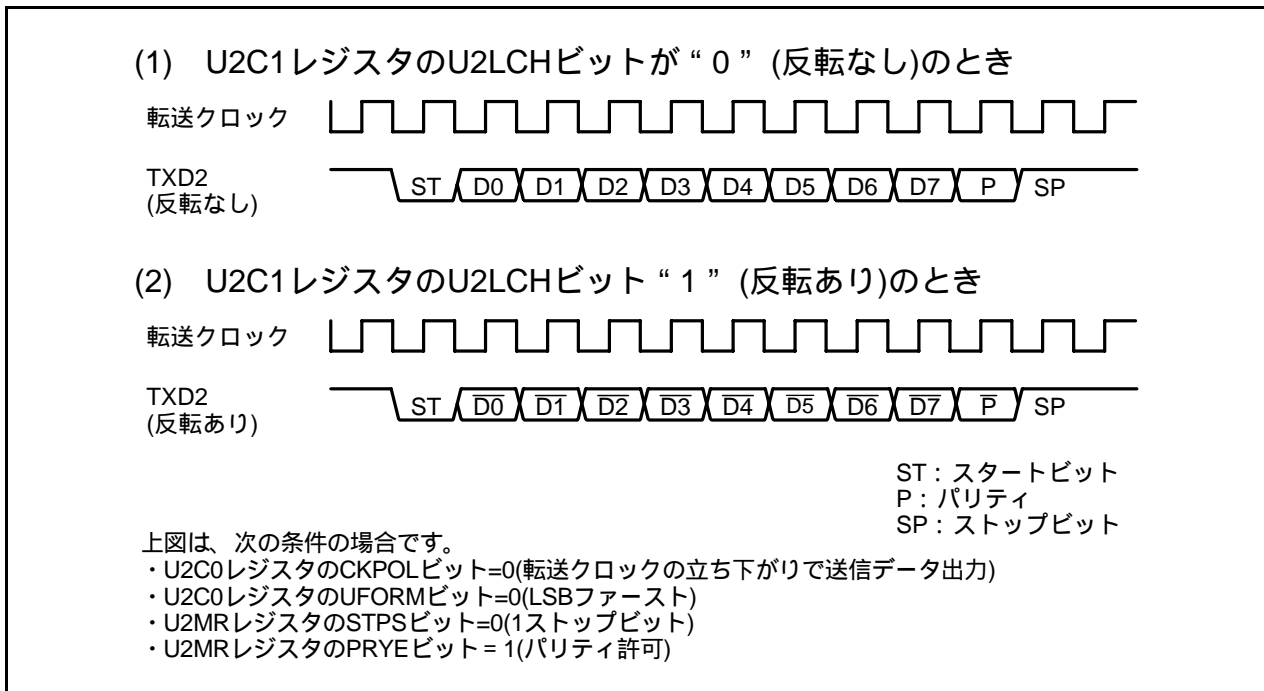 (1) U2C1レジスタのU2LCHビットが“0”(反転なし)のとき
転送クロック
TXD2
(反転なし)
ST D0 D1 D2 D3 D4 D5 D6 D7 P SP
(2) U2C1レジスタのU2LCHビット“1”(反転あり)のとき
転送クロック
TXD2
(反転あり)
ST D̅0̅ D̅1̅ D̅2̅ D̅3̅ D̅4̅ D̅5̅ D̅6̅ D̅7̅ P̅ SP
ST：スタートビット
P：パリティ
SP：ストップビット
上図は、次の条件の場合です。
・U2C0レジスタのCKPOLビット=0(転送クロックの立ち下がりで送信データ出力)
・U2C0レジスタのUFORMビット=0(LSBファースト)
・U2MRレジスタのSTPSビット=0(1ストップビット)
・U2MRレジスタのPRYEビット = 1(パリティ許可)